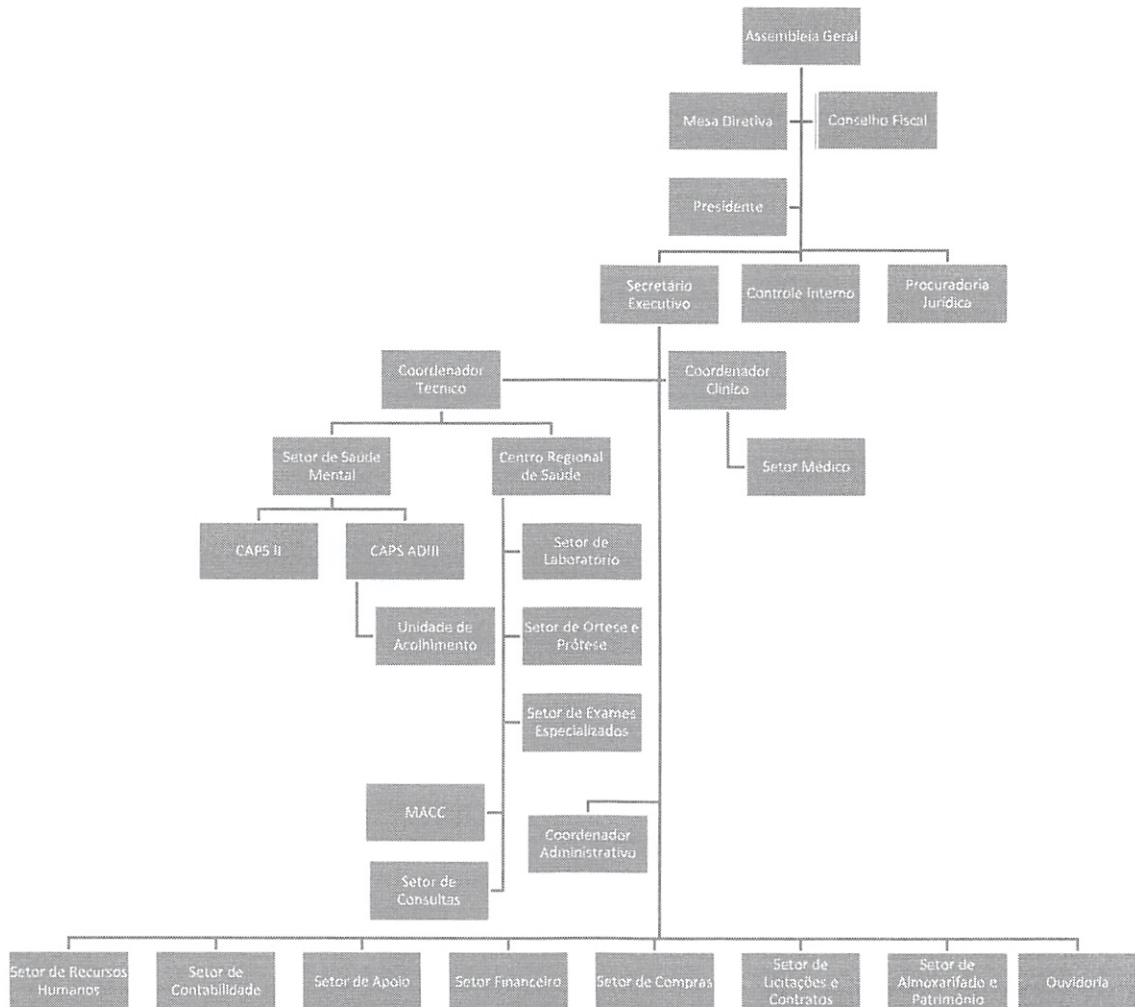 Assembleia Geral
Mesa Diretiva
Conselho Fiscal
Presidente
Secretário
Executivo
Controle Interno
Procuradoria
Jurídica
Coordenador
Técnico
Coordenador
Clínico
Setor de Saúde
Mental
Centro Regional
de Saúde
Setor Médico
CAPS II
CAPS ADIII
Setor de
Laboratório
Unidade de
Acolhimento
Setor de Órtese e
Prótese
Setor de Exames
Especializados
MACC
Coordenador
Administrativo
Setor de
Consultas
Setor de Recursos
Humanos
Setor de
Contabilidade
Setor de Apoio
Setor Financeiro
Setor de Compras
Setor de
Licitações e
Contratos
Setor de
Almoxarifado e
Patrimônio
Ouvidoria